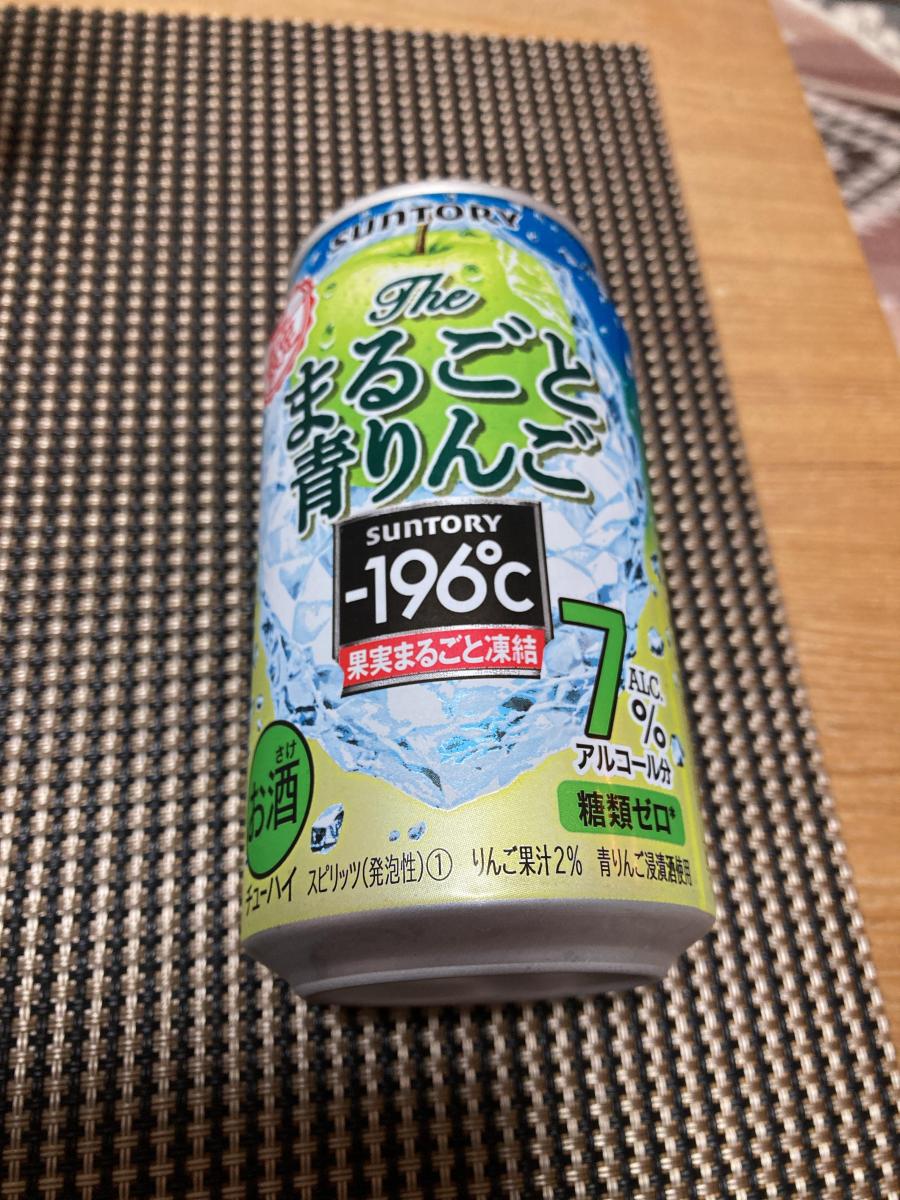 SUNTORY
The
まるごと
青りんご
SUNTORY
-196℃
果実まるごと凍結
7
ALC.
%
アルコール分
糖類ゼロ*
さけ
お酒
チューハイ スピリッツ(発泡性)① りんご果汁2% 青りんご浸漬酒使用